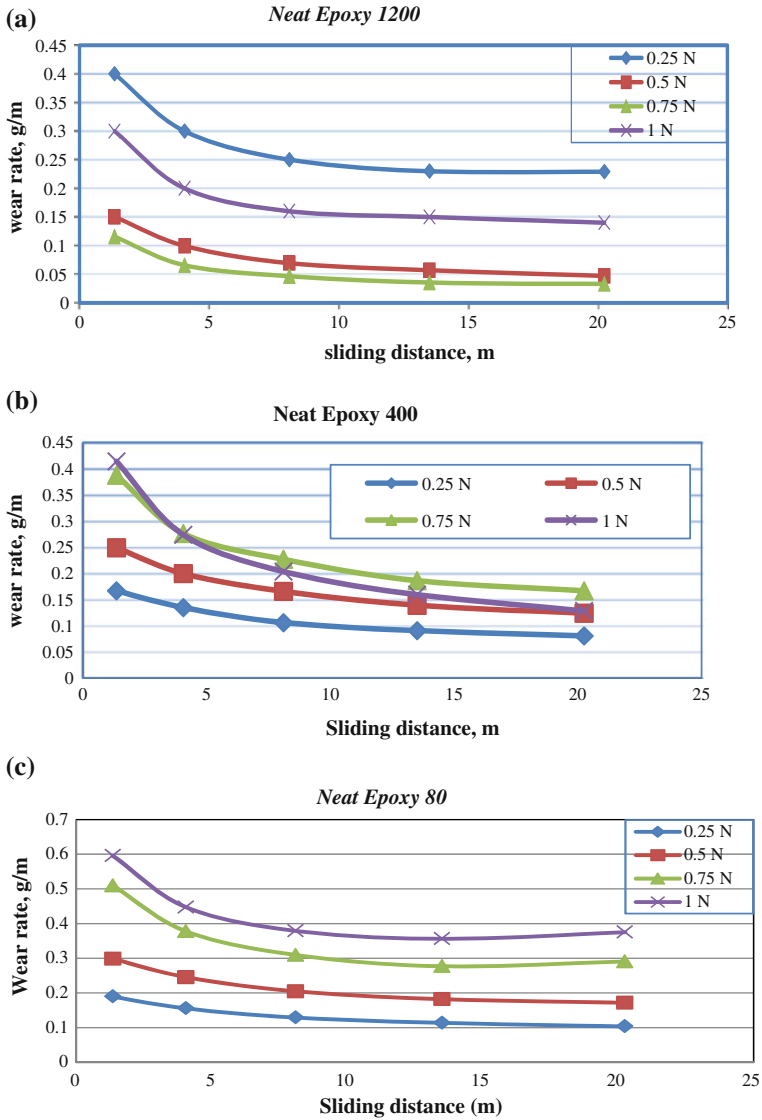 (a)
Neat Epoxy 1200
0.45
0.4
0.35
0.3
0.25
0.2
0.15
0.1
0.05
0
wear rate, g/m
0.25 N
0.5 N
0.75 N
1 N
0 5 10 15 20 25
sliding distance, m
(b)
Neat Epoxy 400
0.45
0.4
0.35
0.3
0.25
0.2
0.15
0.1
0.05
0
wear rate, g/m
0.25 N 0.5 N
0.75 N 1 N
0 5 10 15 20 25
Sliding distance, m
(c)
Neat Epoxy 80
0.7
0.6
0.5
0.4
0.3
0.2
0.1
0
Wear rate, g/m
0.25 N
0.5 N
0.75 N
1 N
0 5 10 15 20 25
Sliding distance (m)